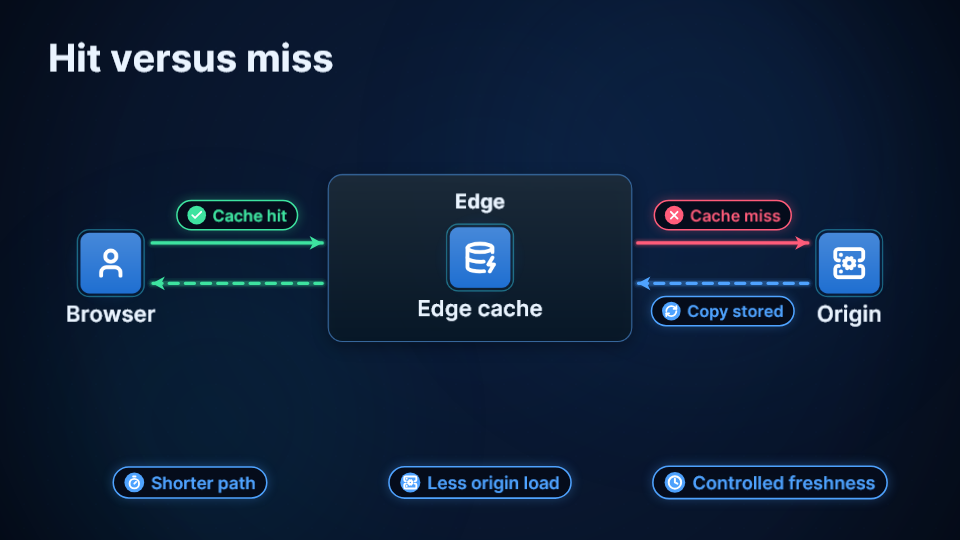 Hit versus miss
Edge
Cache hit
Cache miss
Edge cache
Browser
Copy stored
Origin
Shorter path
Less origin load
Controlled freshness